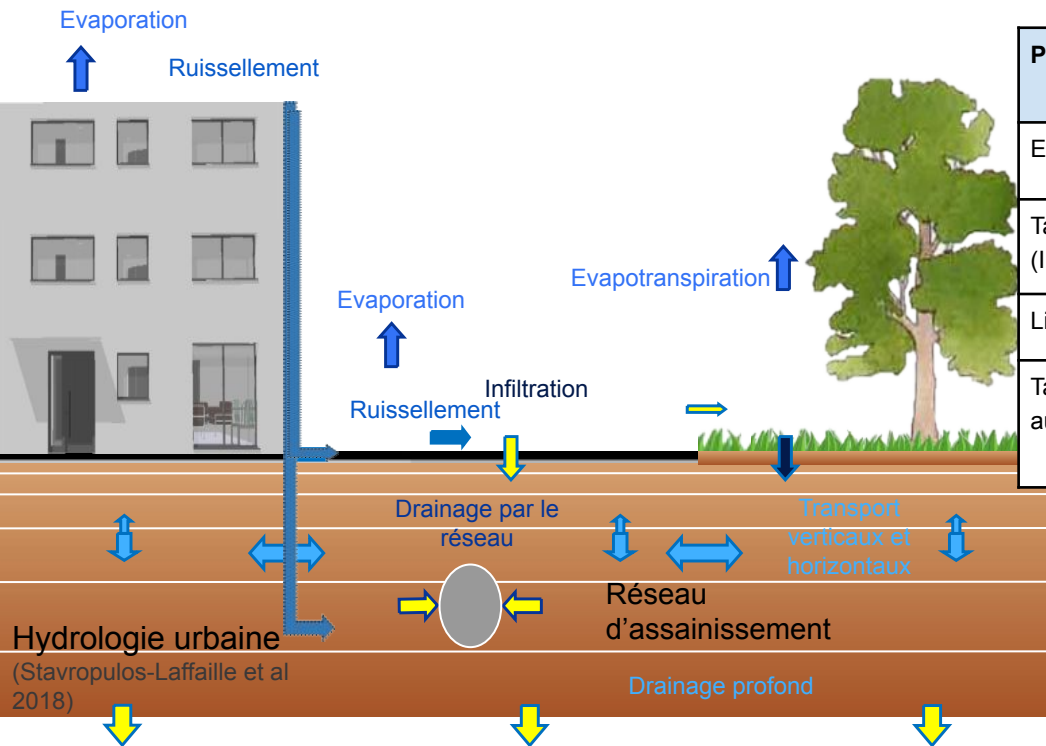 Evaporation
Ruissellement
Evaporation
Evapotranspiration
Infiltration
Ruissellement
Drainage par le
réseau
Transport
verticaux et
horizontaux
Réseau
d'assainissement
Hydrologie urbaine
(Stavropulos-Laffaille et al
2018)
Drainage profond
P
E
Ta
(I
Li
Ta
au